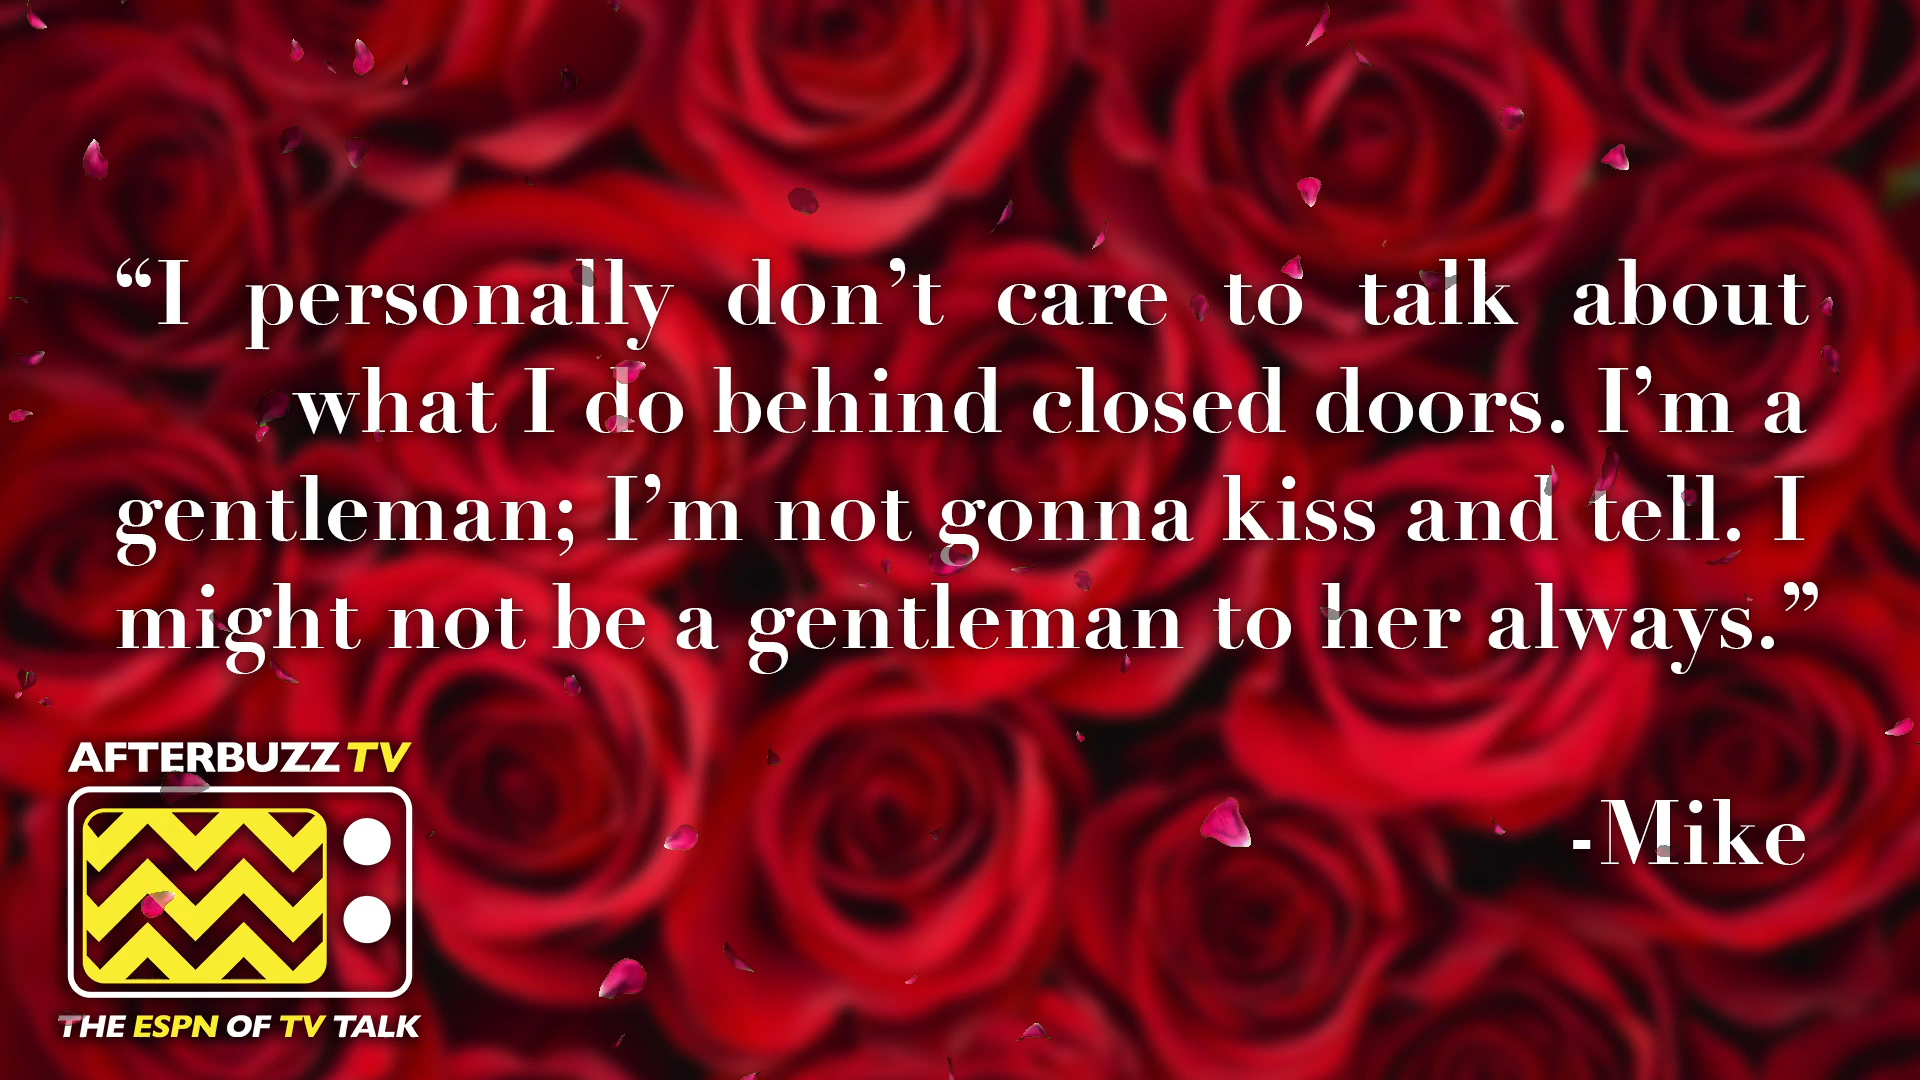 “I personally don’t care to talk about
what I do behind closed doors. I’m a
gentleman; I’m not gonna kiss and tell. I
might not be a gentleman to her always.”
-Mike
AFTERBUZZ TV
THE ESPN OF TV TALK